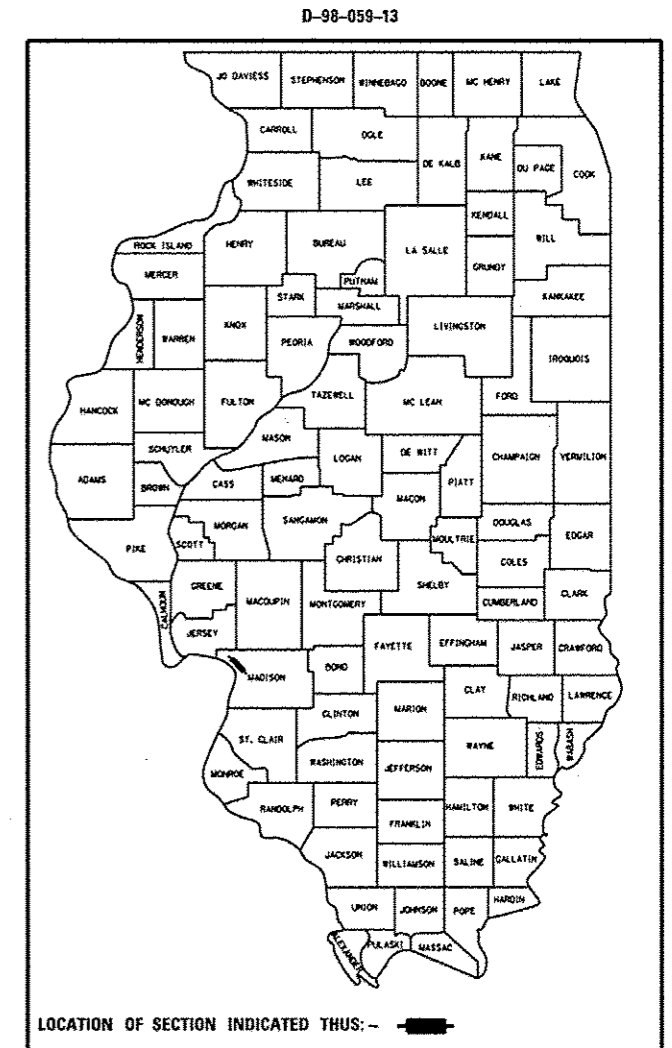 D-98-059-13
JO DAVIESS STEPHENSON WINNEBAGO BOONE MC HENRY LAKE
CARROLL OGLE DE KALB KANE DU PAGE COOK
WHITESIDE LEE KENDALL WILL
ROCK ISLAND HENRY BUREAU LA SALLE GRUNDY
MERCER PUTNAM KANKAKEE
STARK MARSHALL
HENDERSON WARREN KNOX PEORIA WOODFORD LIVINGSTON IROQUOIS
HANCOCK MC DONOUGH FULTON TAZEWELL MC LEAN FORD
MASON
SCHUYLER LOGAN DE WITT CHAMPAIGN VERMILION
ADAMS BROWN CASS MENARD MACON PIATT
PIKE SCOTT MORGAN SANGAMON MOULTRIE DOUGLAS EDGAR
CHRISTIAN COLES
CALHOUN GREENE MACOUPIN MONTGOMERY SHELBY CUMBERLAND CLARK
JERSEY FAYETTE EFFINGHAM JASPER CRAWFORD
MADISON BOND CLAY RICHLAND LAWRENCE
CLINTON MARION
ST. CLAIR WAYNE EDWARDS WABASH
MONROE WASHINGTON JEFFERSON
RANDOLPH PERRY HAMILTON WHITE
FRANKLIN
JACKSON WILLIAMSON SALINE GALLATIN
UNION JOHNSON POPE HARDIN
ALEXANDER PULASKI MASSAC
LOCATION OF SECTION INDICATED THUS:-